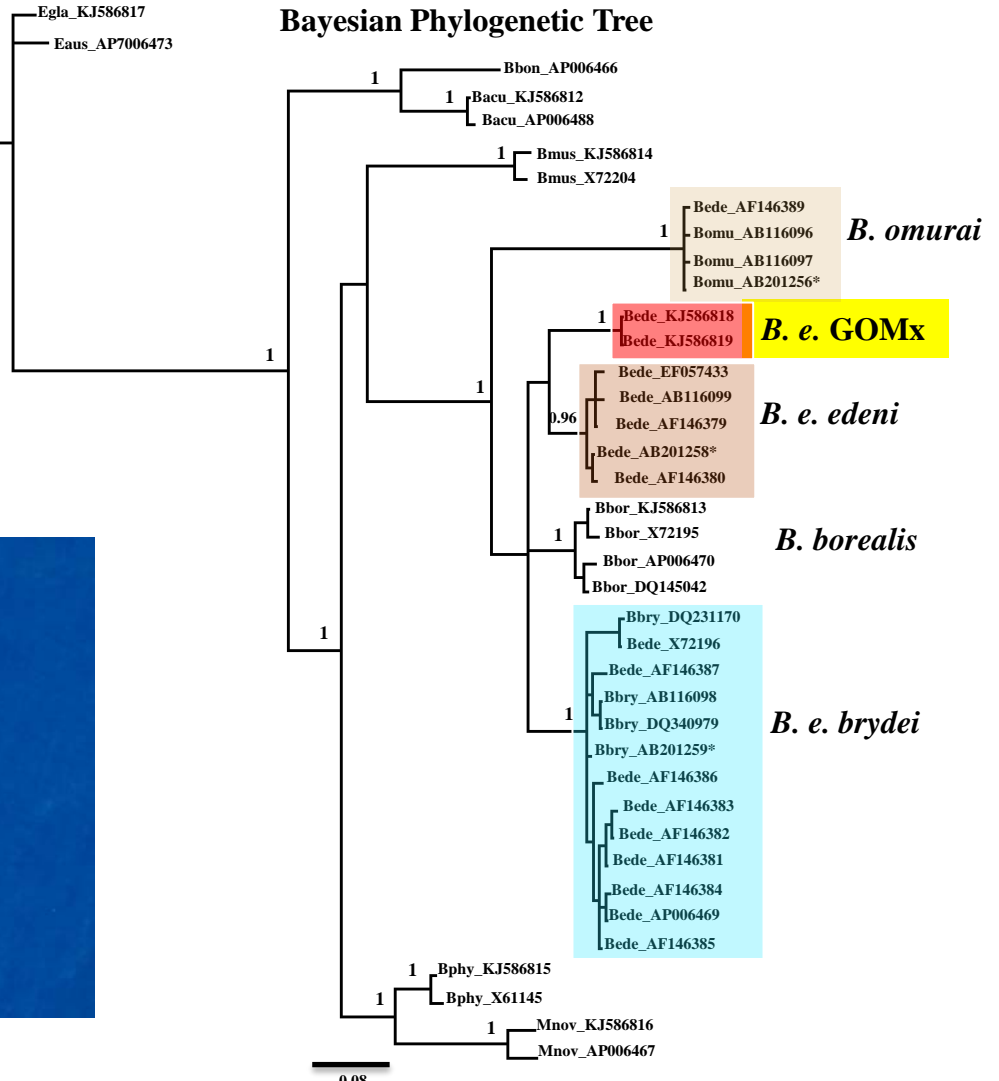 Bayesian Phylogenetic Tree
Egla_KJ586817
Eaus_AP7006473
1
Bbon_AP006466
1
Bacu_KJ586812
Bacu_AP006488
1
Bmus_KJ586814
Bmus_X72204
1
Bede_AF146389
Bomu_AB116096
Bomu_AB116097
Bomu_AB201256*
B. omurai
1
Bede_KJ586818
Bede_KJ586819
B. e. GOMx
1
1
0.96
Bede_EF057433
Bede_AB116099
Bede_AF146379
Bede_AB201258*
Bede_AF146380
B. e. edeni
1
Bbor_KJ586813
Bbor_X72195
Bbor_AP006470
Bbor_DQ145042
B. borealis
1
1
Bbry_DQ231170
Bede_X72196
Bede_AF146387
Bbry_AB116098
Bbry_DQ340979
Bbry_AB201259*
Bede_AF146386
Bede_AF146383
Bede_AF146382
Bede_AF146381
Bede_AF146384
Bede_AP006469
Bede_AF146385
B. e. brydei
1
1
Bphy_KJ586815
Bphy_X61145
1
Mnov_KJ586816
Mnov_AP006467
0.08